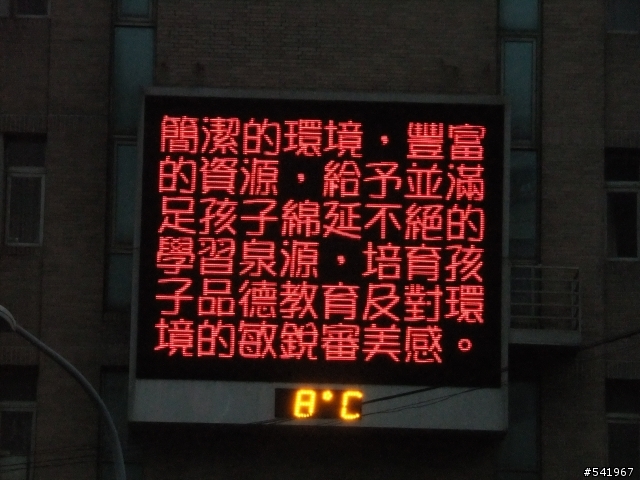 簡潔的環境，豐富
的資源，給予並滿
足孩子綿延不絕的
學習泉源，培育孩
子品德教育及對環
境的敏銳審美感。
8°C
#541967